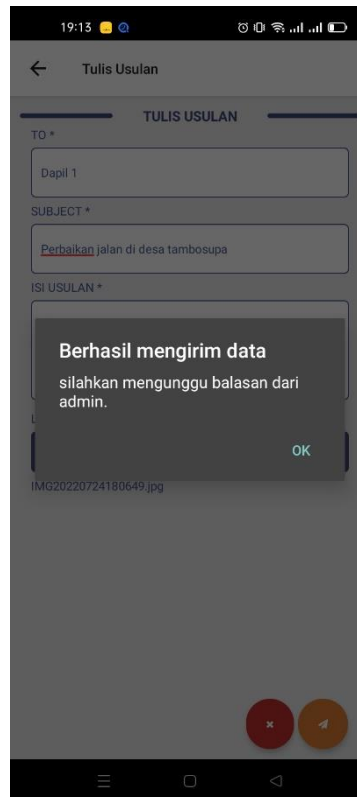 19:13
Tulis Usulan
TULIS USULAN
TO *
Dapil 1
SUBJECT *
Perbaikan jalan di desa tambosupa
ISI USULAN *
Berhasil mengirim data
silahkan mengunggu balasan dari
admin.
L
OK
IMG20220724180649.jpg